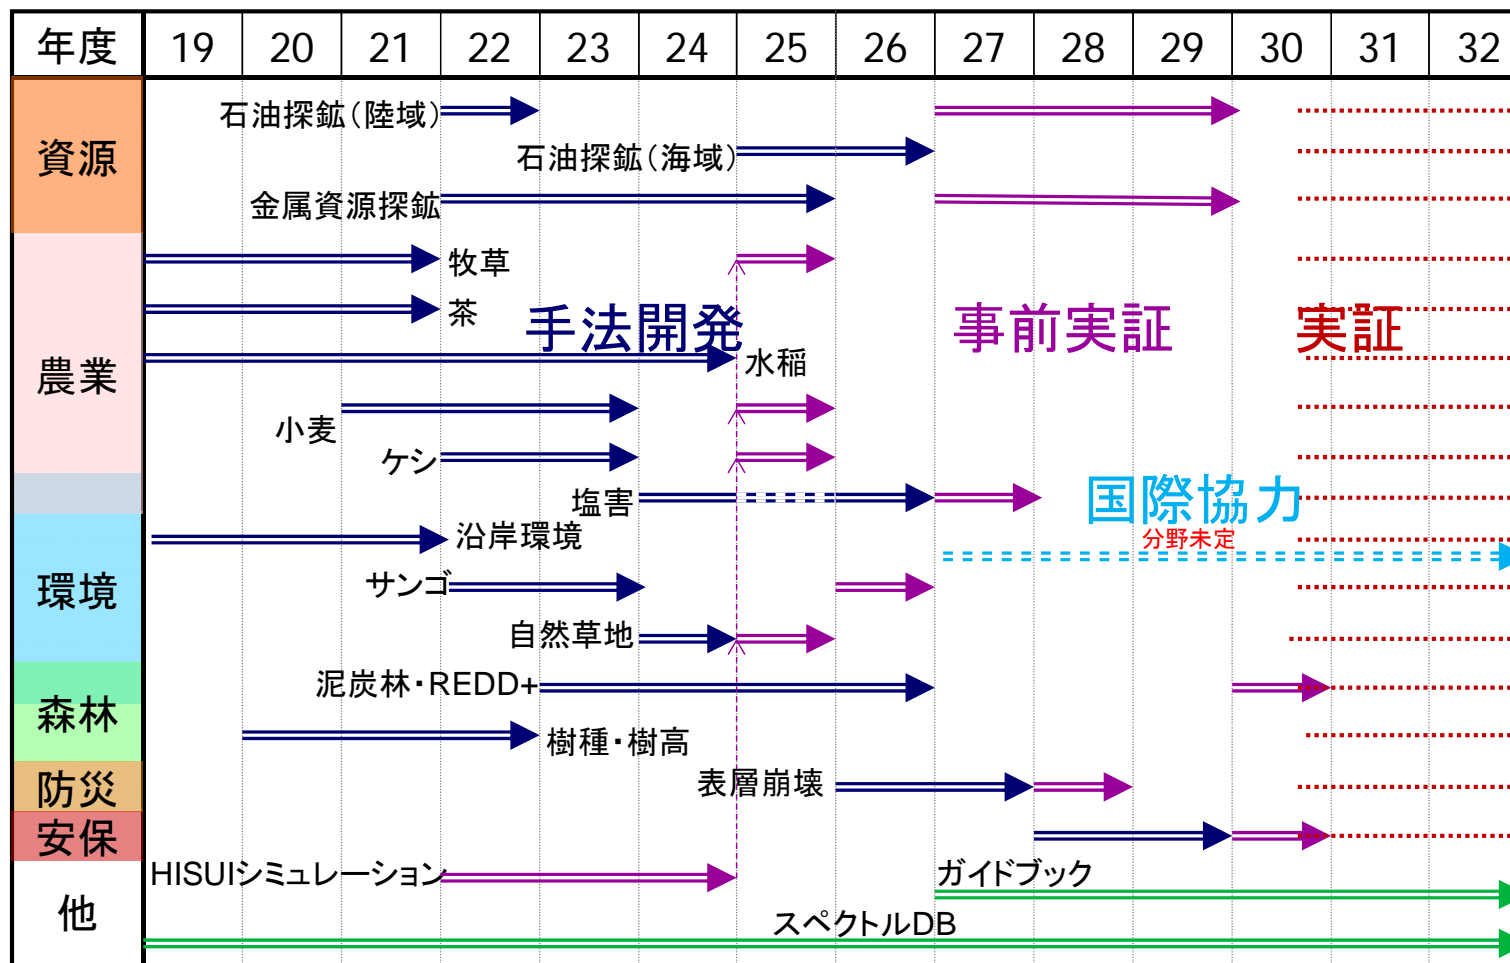 年度 19 20 21 22 23 24 25 26 27 28 29 30 31 32
資源
石油探鉱(陸域)
石油探鉱(海域)
金属資源探鉱
農業
牧草
茶
手法開発 事前実証 実証
水稲
小麦
ケシ
塩害
国際協力
分野未定
環境
沿岸環境
サンゴ
自然草地
森林
泥炭林・REDD+
樹種・樹高
防災
表層崩壊
安保
他
HISUIシミュレーション
ガイドブック
スペクトルDB